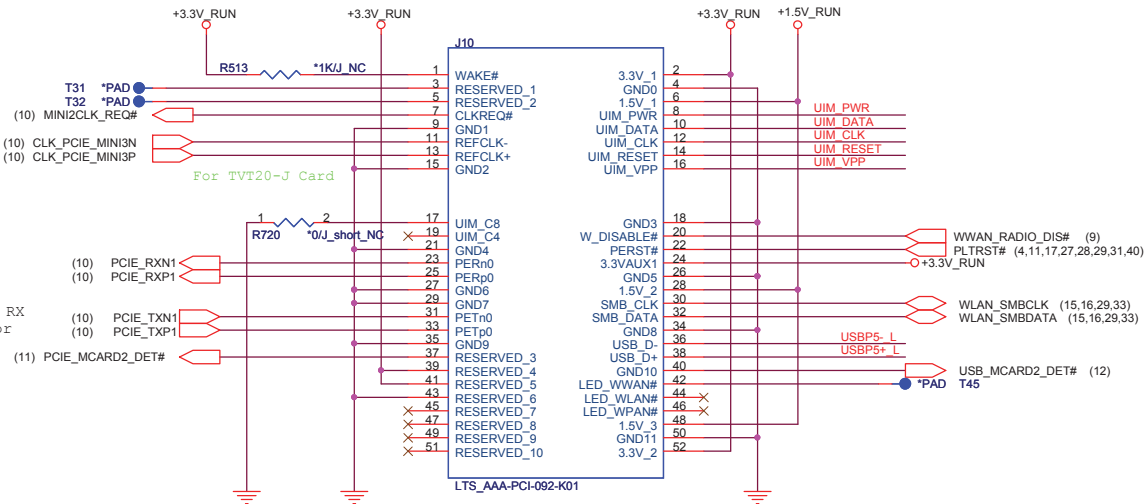 +3.3V_RUN +3.3V_RUN +3.3V_RUN +1.5V_RUN
J10
R513 *1K/J_NC 1 WAKE# 3.3V_1 2
T31 *PAD 3 RESERVED_1 GND0 4
T32 *PAD 5 RESERVED_2 1.5V_1 6
(10) MINI2CLK_REQ# 7 CLKREQ# UIM_PWR 8 UIM_PWR
9 GND1 UIM_DATA 10 UIM_DATA
(10) CLK_PCIE_MINI3N 11 REFCLK- UIM_CLK 12 UIM_CLK
(10) CLK_PCIE_MINI3P 13 REFCLK+ UIM_RESET 14 UIM_RESET
15 GND2 UIM_VPP 16 UIM_VPP
For TVT20-J Card
R720 1 2 *0/J_short_NC 17 UIM_C8 GND3 18
19 UIM_C4 W_DISABLE# 20 WWAN_RADIO_DIS# (9)
21 GND4 PERST# 22 PLTRST# (4,11,17,27,28,29,31,40)
(10) PCIE_RXN1 23 PERn0 3.3VAUX1 24 +3.3V_RUN
(10) PCIE_RXP1 25 PERp0 GND5 26
27 GND6 1.5V_2 28
RX
29 GND7 SMB_CLK 30 WLAN_SMBCLK (15,16,29,33)
(10) PCIE_TXN1 31 PETn0 SMB_DATA 32 WLAN_SMBDATA (15,16,29,33)
or
(10) PCIE_TXP1 33 PETp0 GND8 34
35 GND9 USB_D- 36 USBP5-_L
(11) PCIE_MCARD2_DET# 37 RESERVED_3 USB_D+ 38 USBP5+_L
39 RESERVED_4 GND10 40 USB_MCARD2_DET# (12)
41 RESERVED_5 LED_WWAN# 42 *PAD T45
43 RESERVED_6 LED_WLAN# 44
45 RESERVED_7 LED_WPAN# 46
47 RESERVED_8 1.5V_3 48
49 RESERVED_9 GND11 50
51 RESERVED_10 3.3V_2 52
LTS_AAA-PCI-092-K01